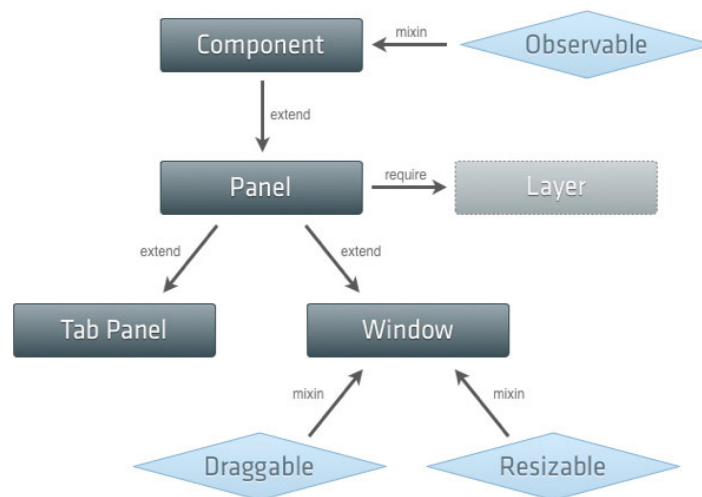 Component
mixin
Observable
extend
Panel
require
Layer
extend
extend
Tab Panel
Window
mixin
mixin
Draggable
Resizable